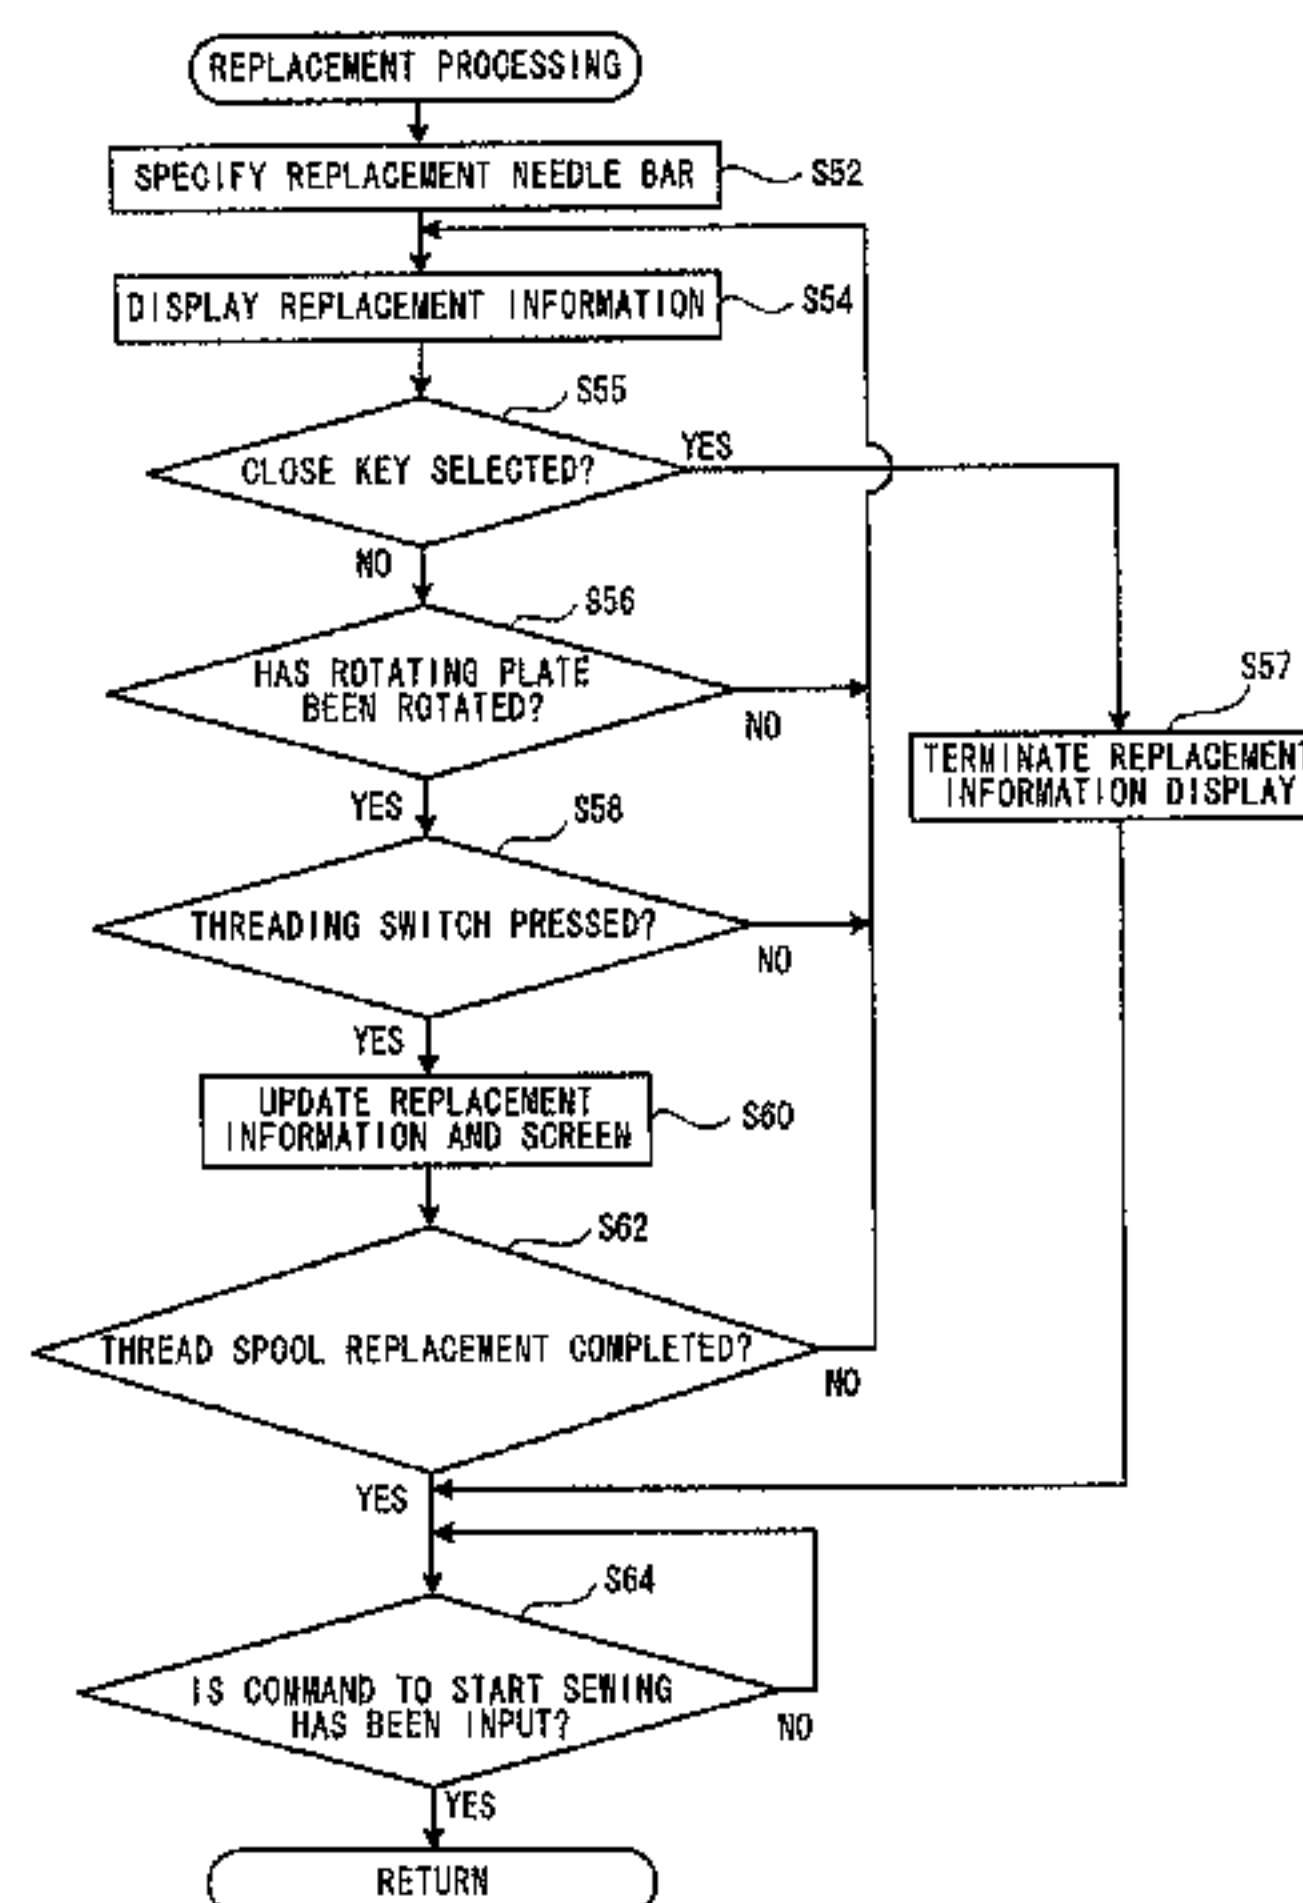 REPLACEMENT PROCESSING
SPECIFY REPLACEMENT NEEDLE BAR
S52
DISPLAY REPLACEMENT INFORMATION
S54
S55
CLOSE KEY SELECTED?
YES
NO
S56
HAS ROTATING PLATE
BEEN ROTATED?
NO
YES
S57
TERMINATE REPLACEMENT
INFORMATION DISPLAY
S58
THREADING SWITCH PRESSED?
NO
YES
UPDATE REPLACEMENT
INFORMATION AND SCREEN
S60
S62
THREAD SPOOL REPLACEMENT COMPLETED?
NO
YES
S64
IS COMMAND TO START SEWING
HAS BEEN INPUT?
NO
YES
RETURN